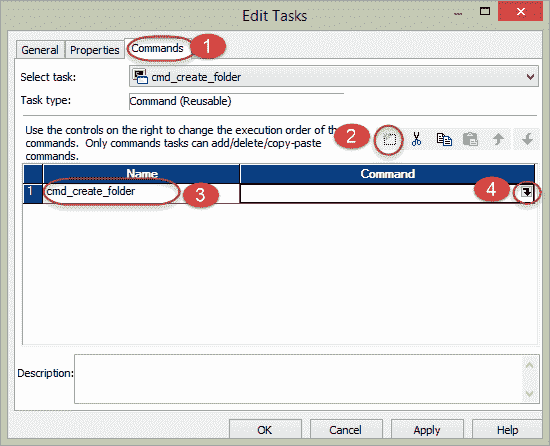 Edit Tasks
General Properties Commands 1
Select task: cmd_create_folder
Task type: Command (Reusable)
Use the controls on the right to change the execution order of th
commands. Only commands tasks can add/delete/copy-paste
commands.
2
Name Command
1 cmd_create_folder 3 4
Description:
OK Cancel Apply Help